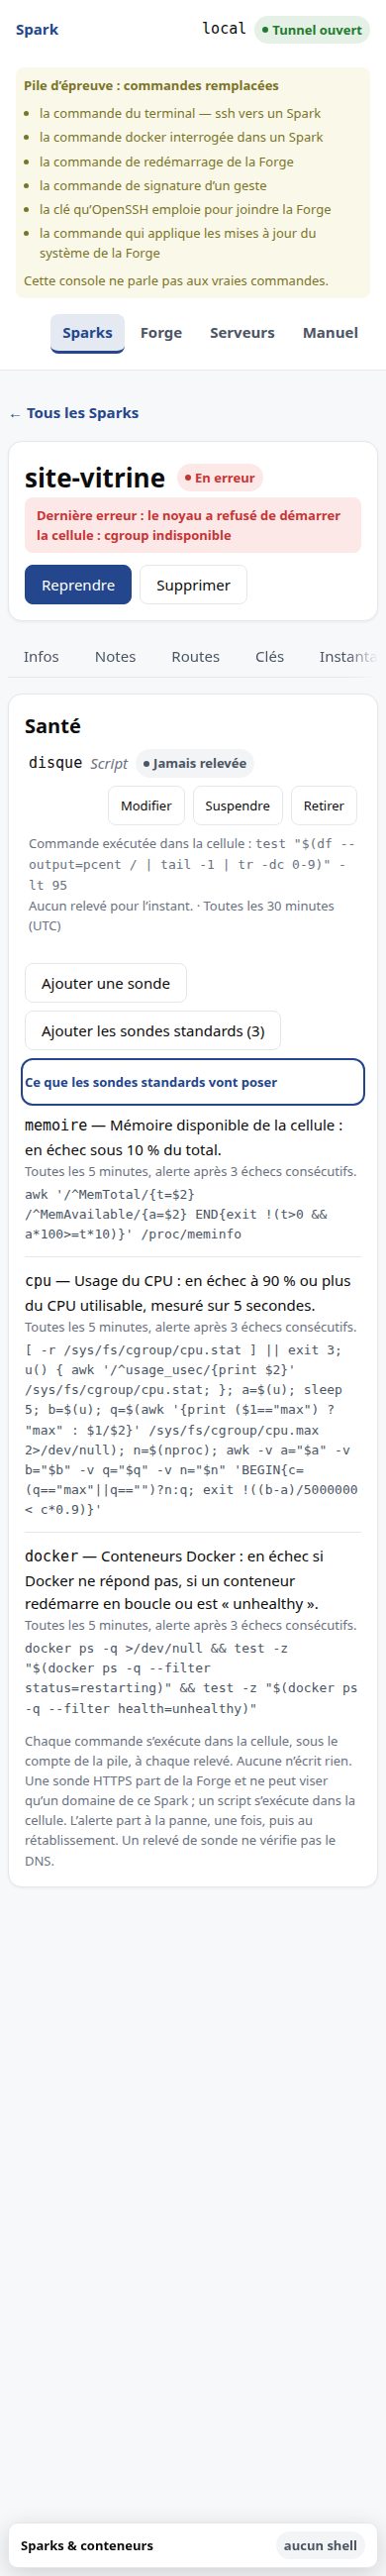 Spark
local
Tunnel ouvert
Pile d’épreuve : commandes remplacées
la commande du terminal — ssh vers un Spark
la commande docker interrogée dans un Spark
la commande de redémarrage de la Forge
la commande de signature d’un geste
la clé qu’OpenSSH emploie pour joindre la Forge
la commande qui applique les mises à jour du
système de la Forge
Cette console ne parle pas aux vraies commandes.
Sparks
Forge
Serveurs
Manuel
← Tous les Sparks
site-vitrine
En erreur
Dernière erreur : le noyau a refusé de démarrer
la cellule : cgroup indisponible
Reprendre
Supprimer
Infos
Notes
Routes
Clés
Instanta
Santé
disque Script Jamais relevée
Modifier
Suspendre
Retirer
Commande exécutée dans la cellule : test "$(df --
output=pcent / | tail -1 | tr -dc 0-9)" -
lt 95
Aucun relevé pour l’instant. · Toutes les 30 minutes
(UTC)
Ajouter une sonde
Ajouter les sondes standards (3)
Ce que les sondes standards vont poser
memoire — Mémoire disponible de la cellule :
en échec sous 10 % du total.
Toutes les 5 minutes, alerte après 3 échecs consécutifs.
awk '/^MemTotal/{t=$2}
/^MemAvailable/{a=$2} END{exit !(t>0 &&
a*100>=t*10)}' /proc/meminfo
cpu — Usage du CPU : en échec à 90 % ou plus
du CPU utilisable, mesuré sur 5 secondes.
Toutes les 5 minutes, alerte après 3 échecs consécutifs.
[ -r /sys/fs/cgroup/cpu.stat ] || exit 3;
u() { awk '/^usage_usec/{print $2}'
/sys/fs/cgroup/cpu.stat; }; a=$(u); sleep
5; b=$(u); q=$(awk '{print ($1=="max") ?
"max" : $1/$2}' /sys/fs/cgroup/cpu.max
2>/dev/null); n=$(nproc); awk -v a="$a" -v
b="$b" -v q="$q" -v n="$n" 'BEGIN{c=
(q=="max"||q=="")?n:q; exit !((b-a)/5000000
< c*0.9)}'
docker — Conteneurs Docker : en échec si
Docker ne répond pas, si un conteneur
redémarre en boucle ou est « unhealthy ».
Toutes les 5 minutes, alerte après 3 échecs consécutifs.
docker ps -q >/dev/null && test -z
"$(docker ps -q --filter
status=restarting)" && test -z "$(docker ps
-q --filter health=unhealthy)"
Chaque commande s’exécute dans la cellule, sous le
compte de la pile, à chaque relevé. Aucune n’écrit rien.
Une sonde HTTPS part de la Forge et ne peut viser
qu’un domaine de ce Spark ; un script s’exécute dans la
cellule. L’alerte part à la panne, une fois, puis au
rétablissement. Un relevé de sonde ne vérifie pas le
DNS.
Sparks & conteneurs
aucun shell